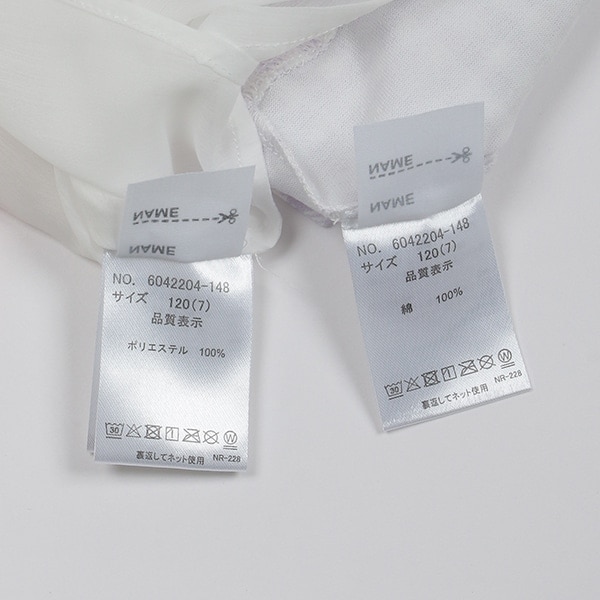 NAME
NAME
NO. 6042204-148
サイズ 120(7)
品質表示
ポリエステル 100%
30 W
裏返してネット使用 NR-228
NAME
NAME
NO. 6042204-148
サイズ 120(7)
品質表示
綿 100%
30 W
裏返してネット使用 NR-228